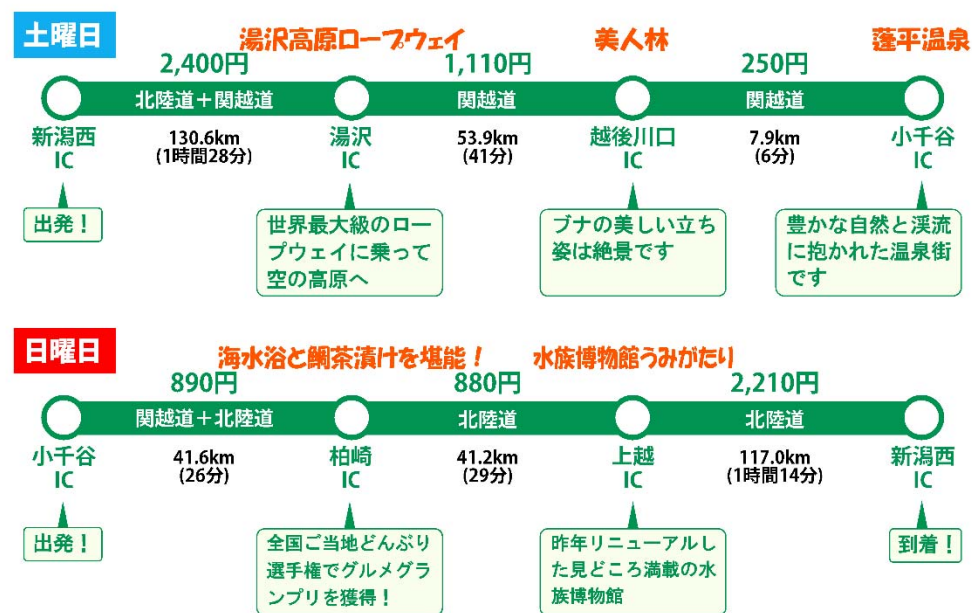 土曜日
湯沢高原ロープウェイ
美人林
蓬平温泉
2,400円
1,110円
250円
北陸道＋関越道
関越道
関越道
新潟西
IC
130.6km
(1時間28分)
湯沢
IC
53.9km
(41分)
越後川口
IC
7.9km
(6分)
小千谷
IC
出発！
世界最大級のロー
プウェイに乗って
空の高原へ
ブナの美しい立ち
姿は絶景です
豊かな自然と渓流
に抱かれた温泉街
です
日曜日
海水浴と鯛茶漬けを堪能！
水族博物館うみがたり
890円
880円
2,210円
関越道＋北陸道
北陸道
北陸道
小千谷
IC
41.6km
(26分)
柏崎
IC
41.2km
(29分)
上越
IC
117.0km
(1時間14分)
新潟西
IC
出発！
全国ご当地どんぶり
選手権でグルメグラ
ンプリを獲得！
昨年リニューアルし
た見どころ満載の水
族博物館
到着！